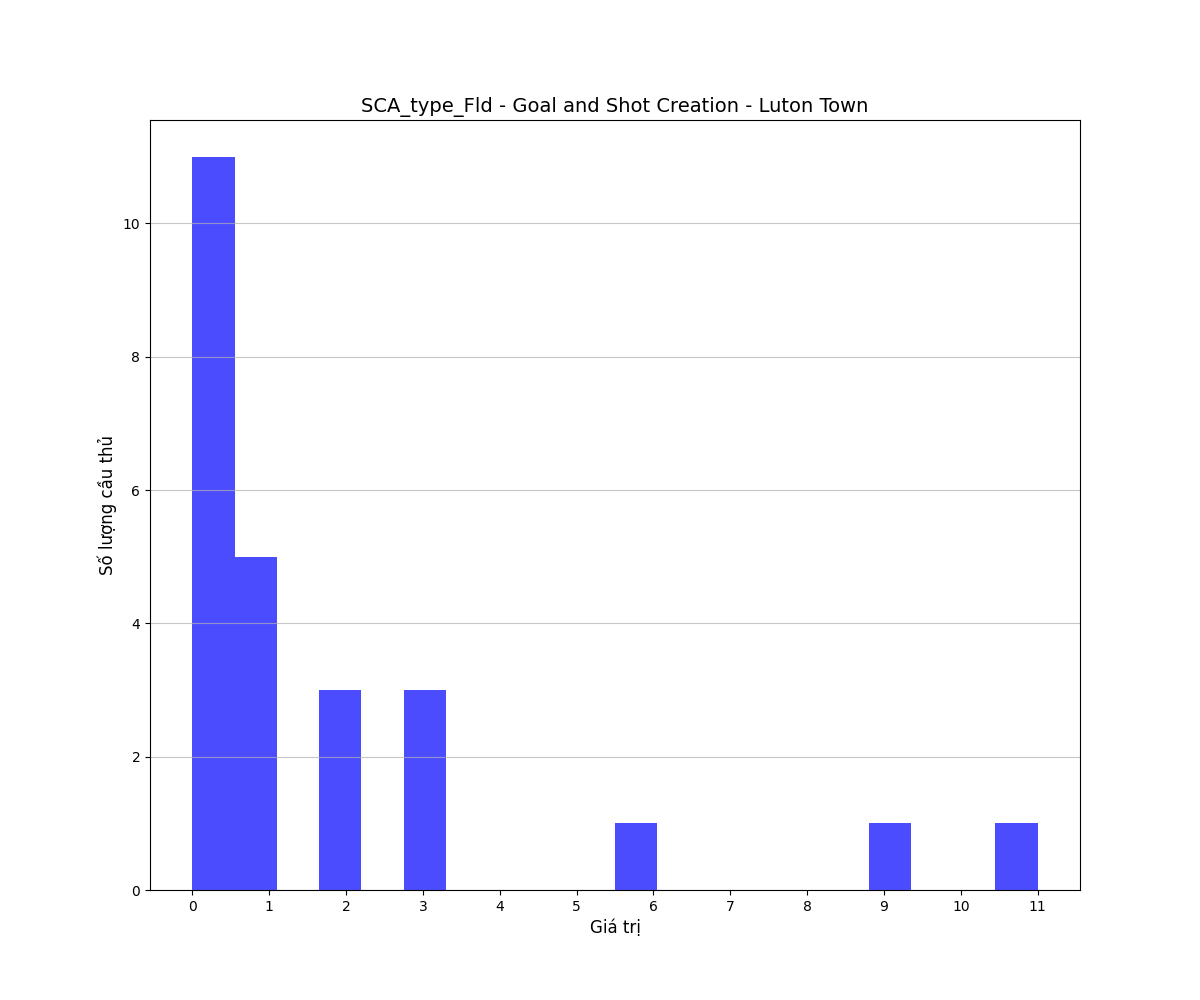 SCA_type_Fld - Goal and Shot Creation - Luton Town
Số lượng cầu thủ
10
8
6
4
2
0
0 1 2 3 4 5 6 7 8 9 10 11
Giá trị